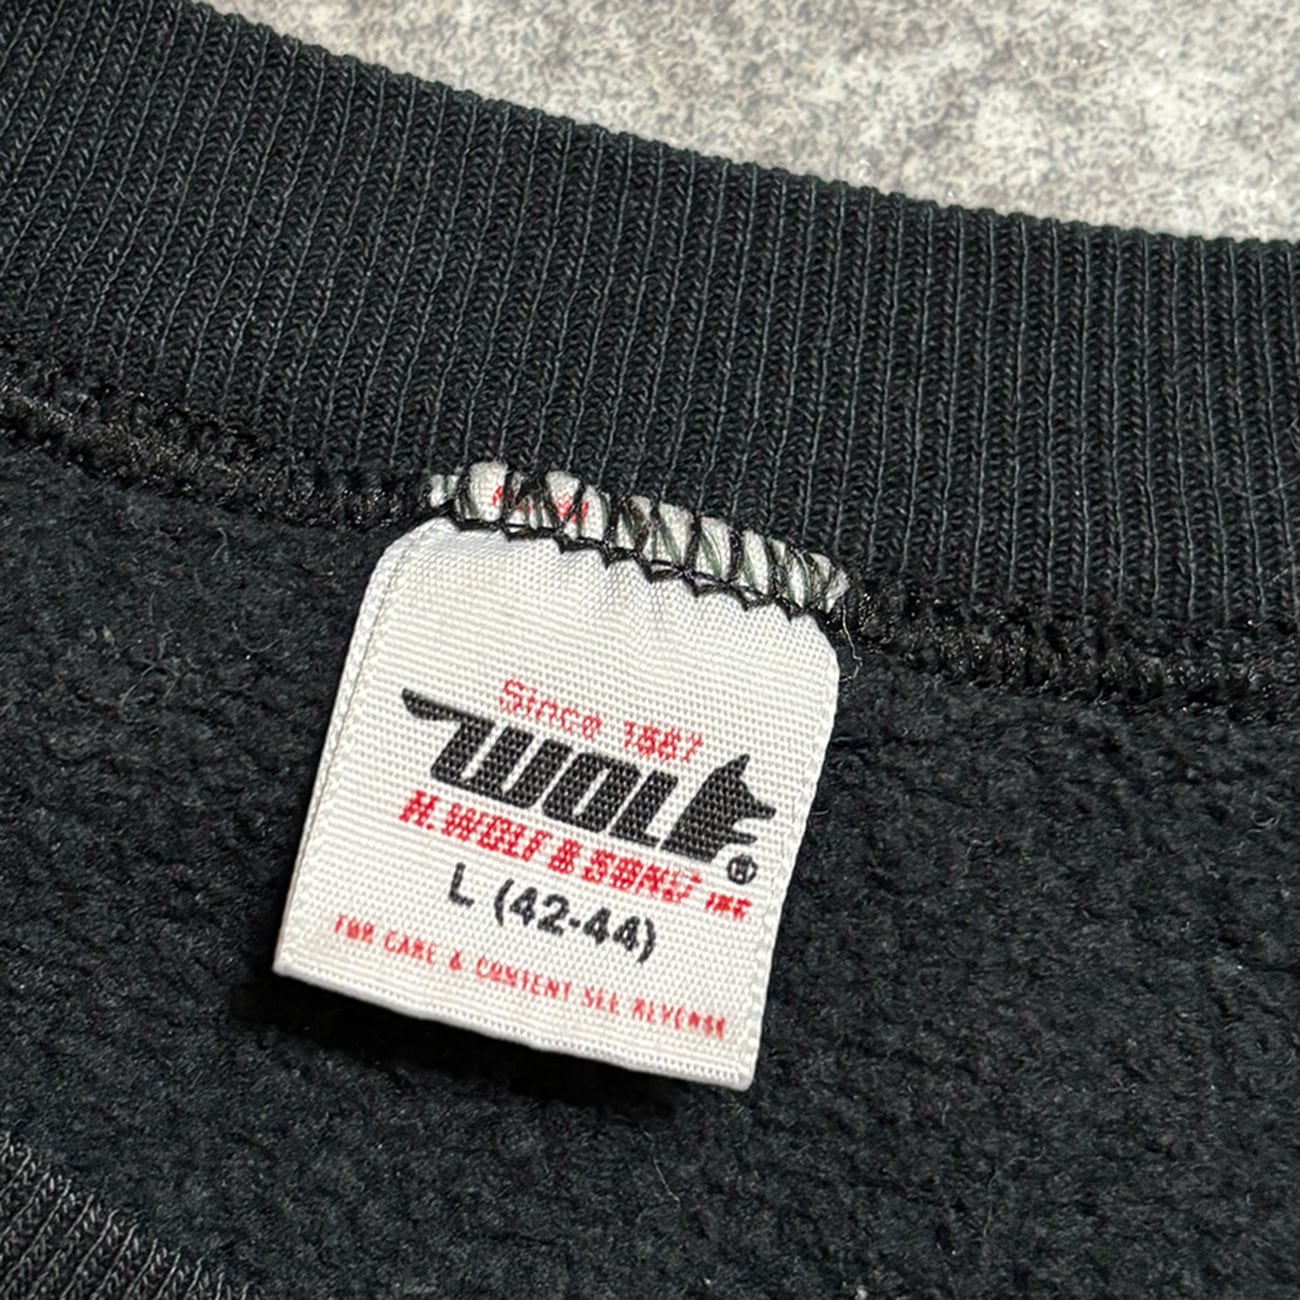 Since 1887
WOLF®
H. WOLF & SONS INC
L (42-44)
FOR CARE & CONTENT SEE REVERSE